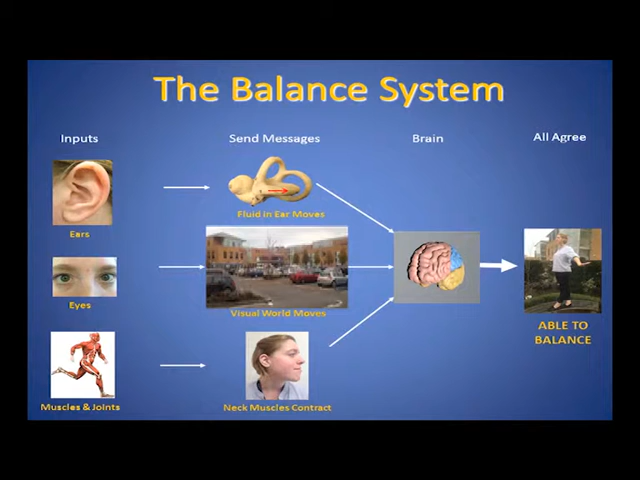 The Balance System
Inputs
Send Messages
Brain
All Agree
Fluid in Ear Moves
Ears
Visual World Moves
Eyes
ABLE TO
BALANCE
Muscles & Joints
Neck Muscles Contract